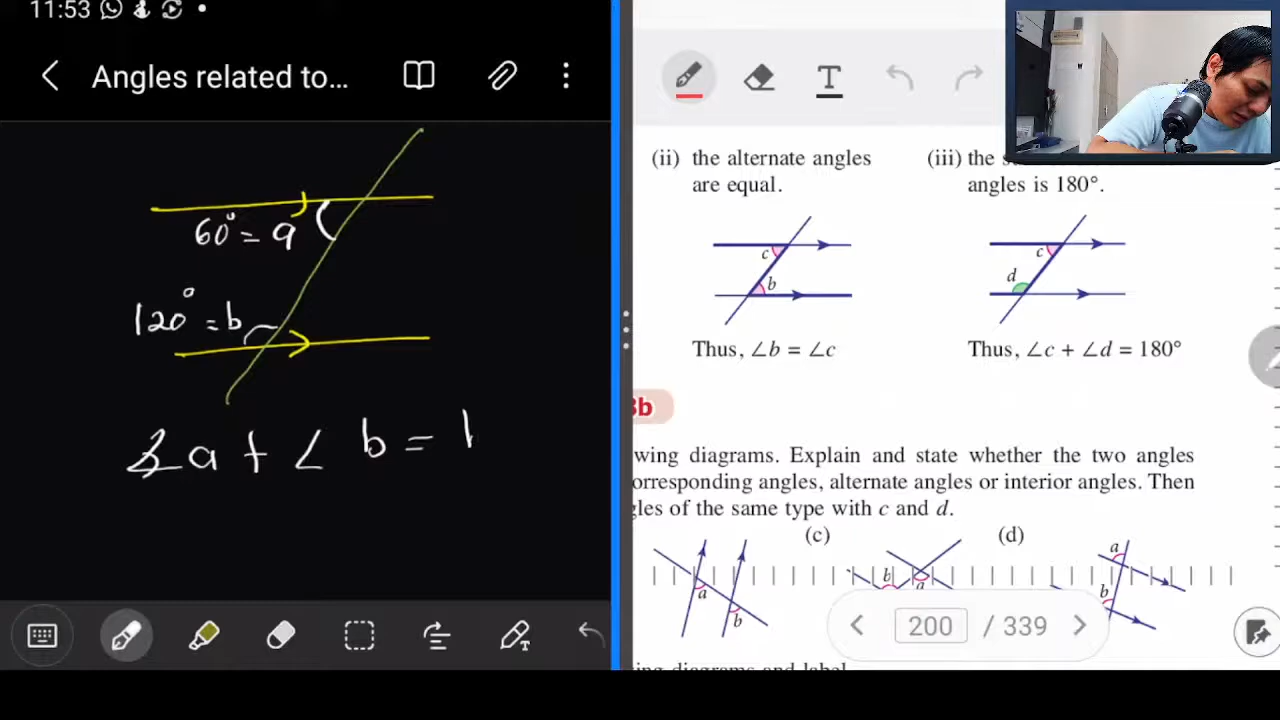 11:53
Angles related to...
60° = a
120° = b
∠a + ∠b = 1
(ii) the alternate angles
are equal.
c
b
Thus, ∠b = ∠c
(iii) the
angles is 180°.
c
d
Thus, ∠c + ∠d = 180°
3b
wing diagrams. Explain and state whether the two angles
orresponding angles, alternate angles or interior angles. Then
gles of the same type with c and d.
(c)
(d)
a
b
b
a
a
b
200 / 339